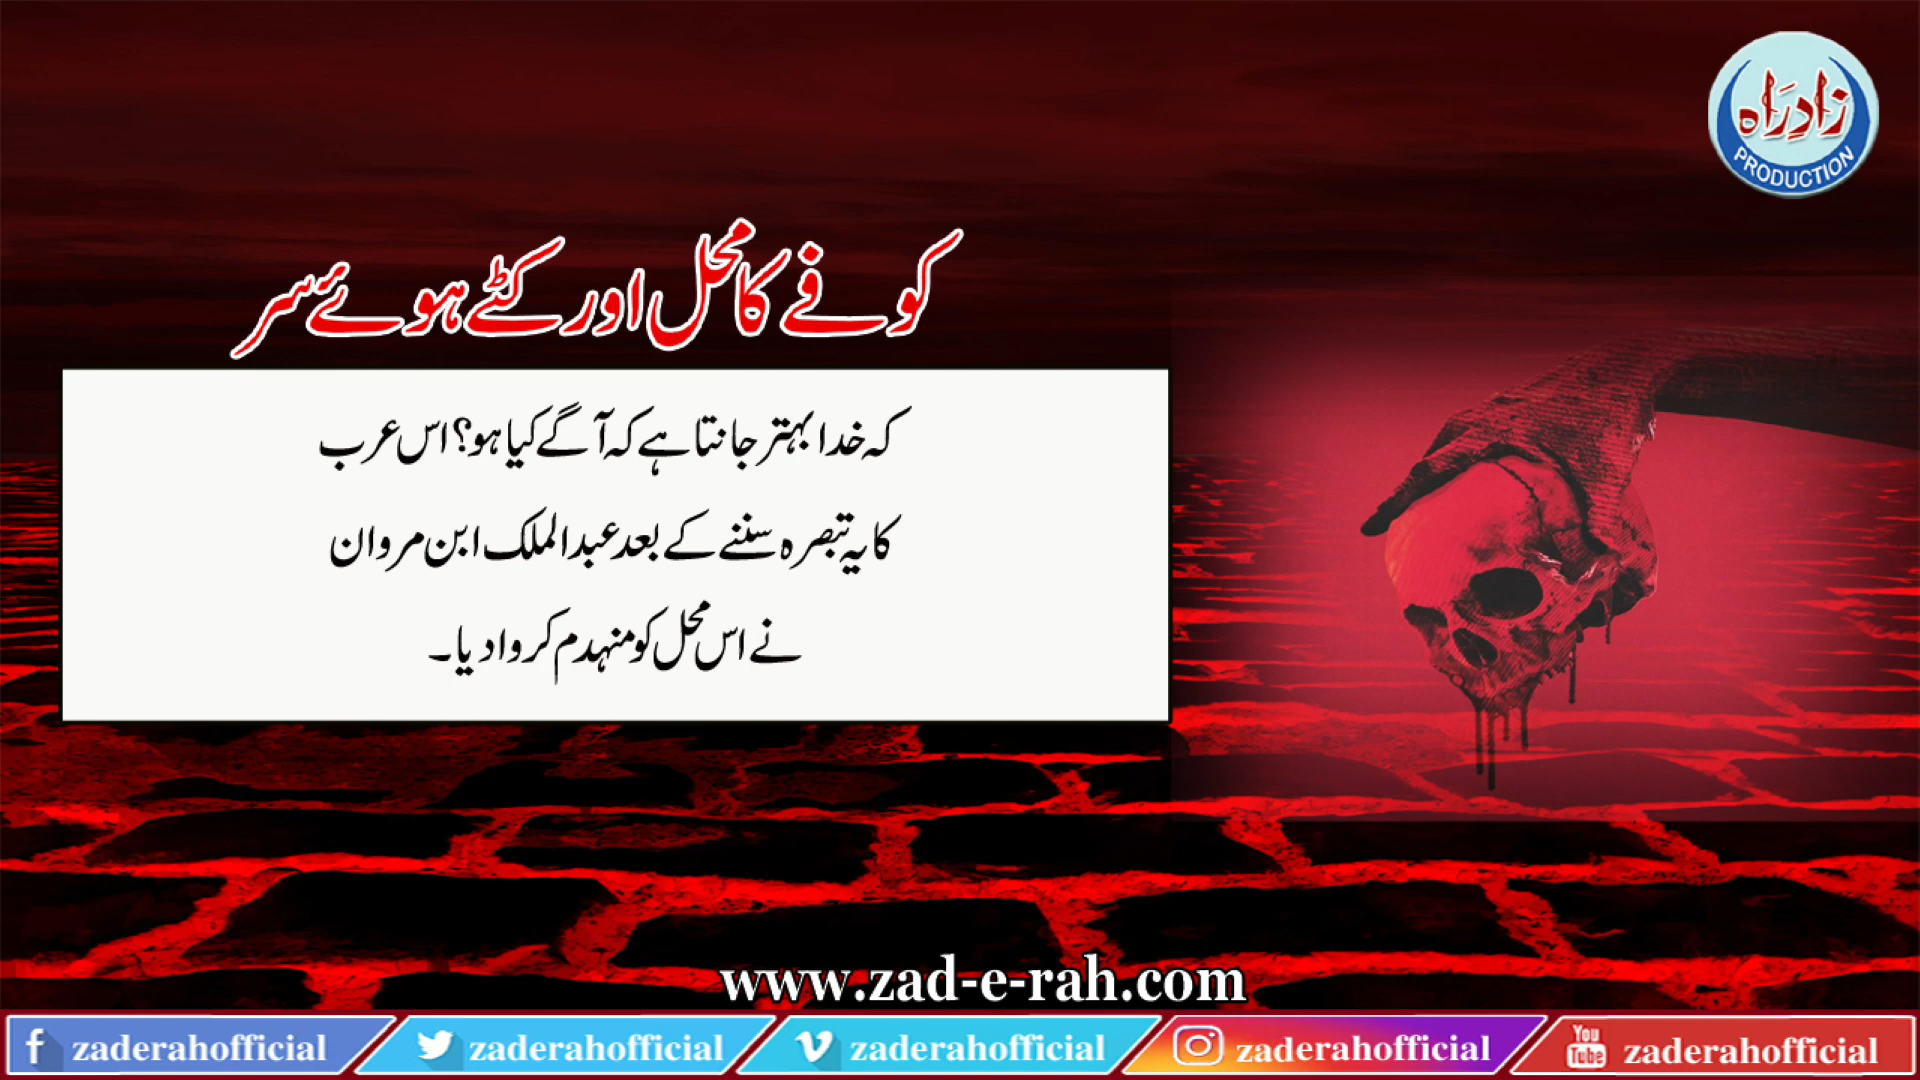 زادِرَاہ
PRODUCTION
کوفے کا محل اور کٹے ہوئے سر
کہ خدا بہتر جانتا ہے کہ آگے کیا ہو؟ اس عرب
کا یہ تبصرہ سننے کے بعد عبدالملک ابن مروان
نے اس محل کو منہدم کروا دیا۔
www.zad-e-rah.com
f zaderahofficial zaderahofficial zaderahofficial zaderahofficial You Tube zaderahofficial